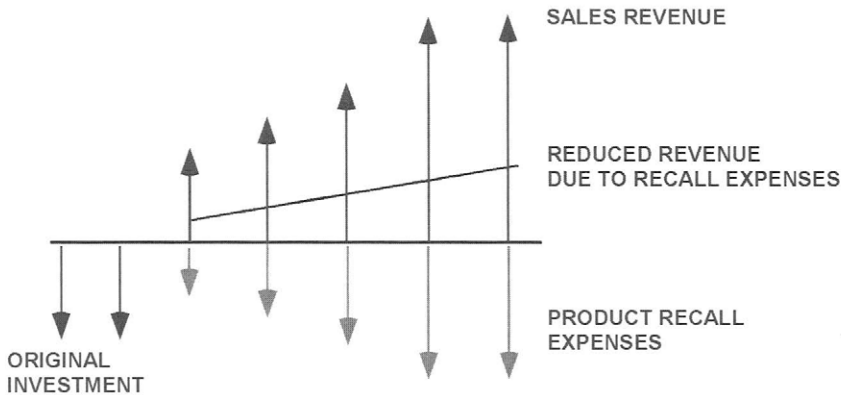 SALES REVENUE
REDUCED REVENUE
DUE TO RECALL EXPENSES
PRODUCT RECALL
EXPENSES
ORIGINAL
INVESTMENT